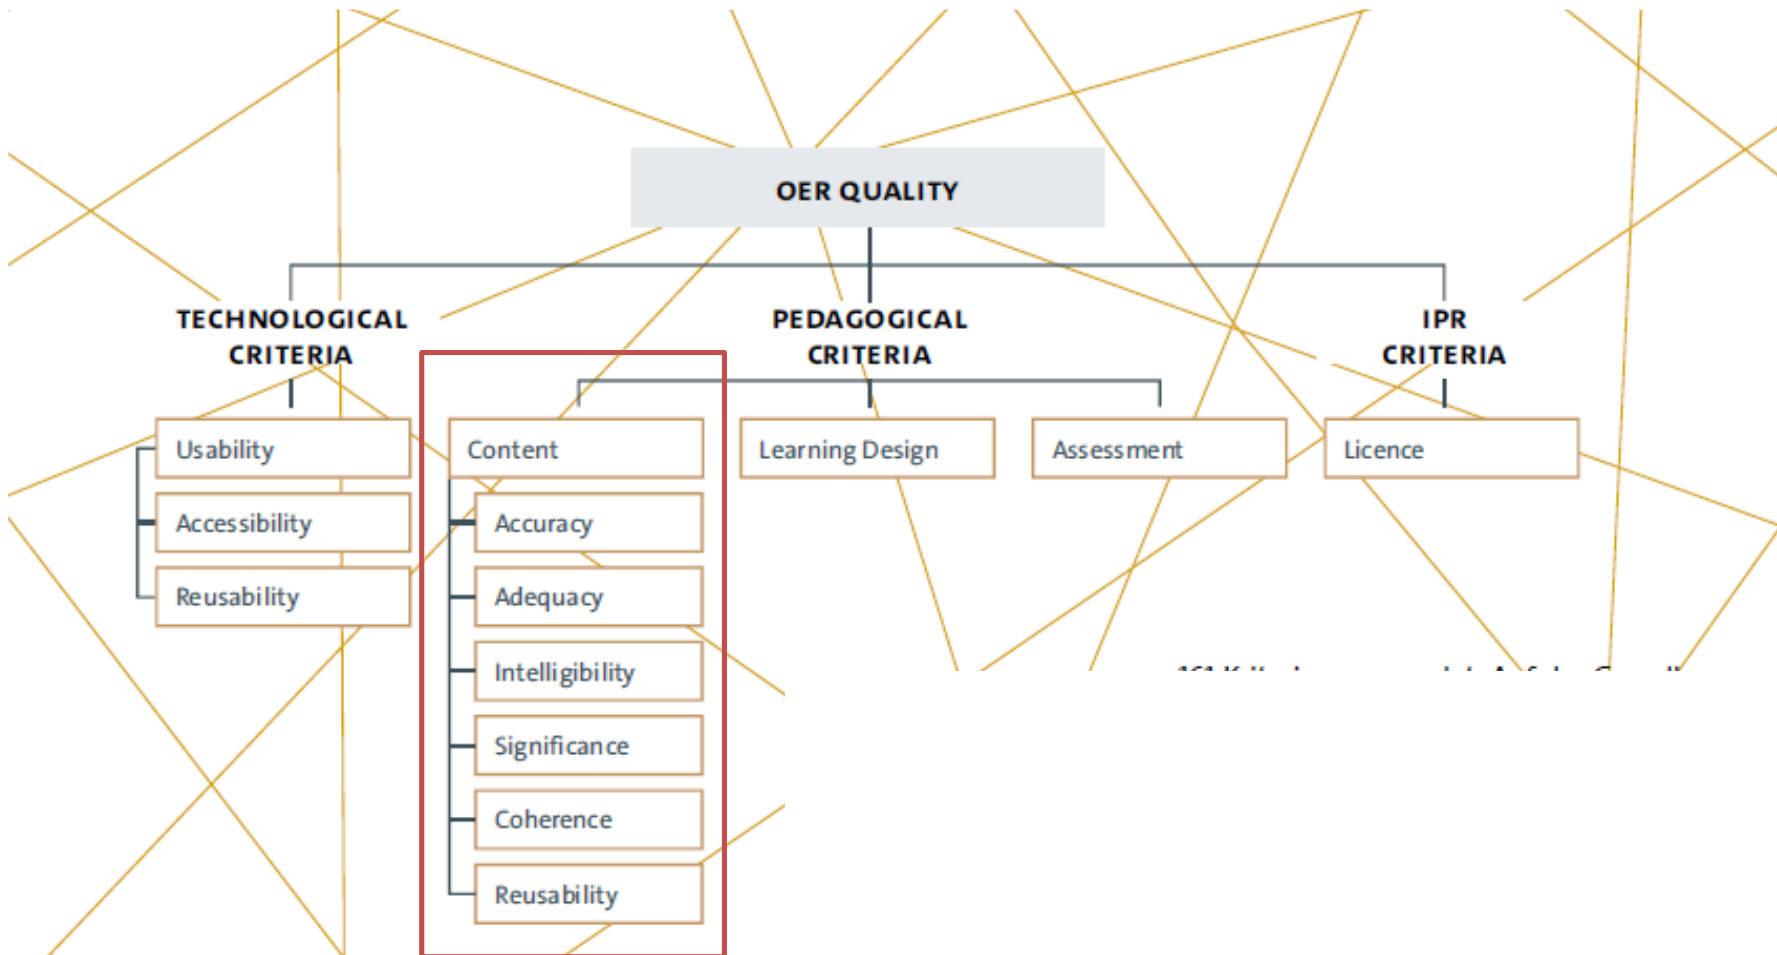 OER QUALITY
TECHNOLOGICAL
CRITERIA
PEDAGOGICAL
CRITERIA
IPR
CRITERIA
Usability
Accessibility
Reusability
Content
Accuracy
Adequacy
Intelligibility
Significance
Coherence
Reusability
Learning Design
Assessment
Licence